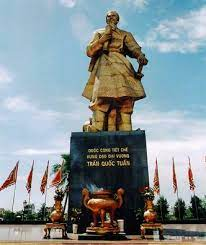 QUỐC CÔNG TIẾT CHẾ
HƯNG ĐẠO ĐẠI VƯƠNG
TRẦN QUỐC TUẤN